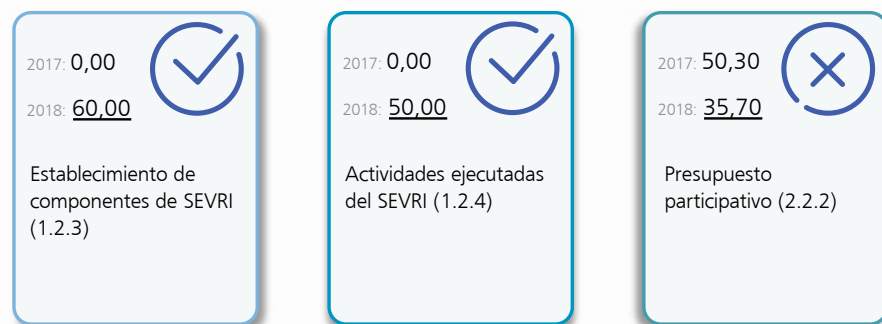 2017: 0,00
2018: 60,00
Establecimiento de
componentes de SEVRI
(1.2.3)
2017: 0,00
2018: 50,00
Actividades ejecutadas
del SEVRI (1.2.4)
2017: 50,30
2018: 35,70
Presupuesto
participativo (2.2.2)